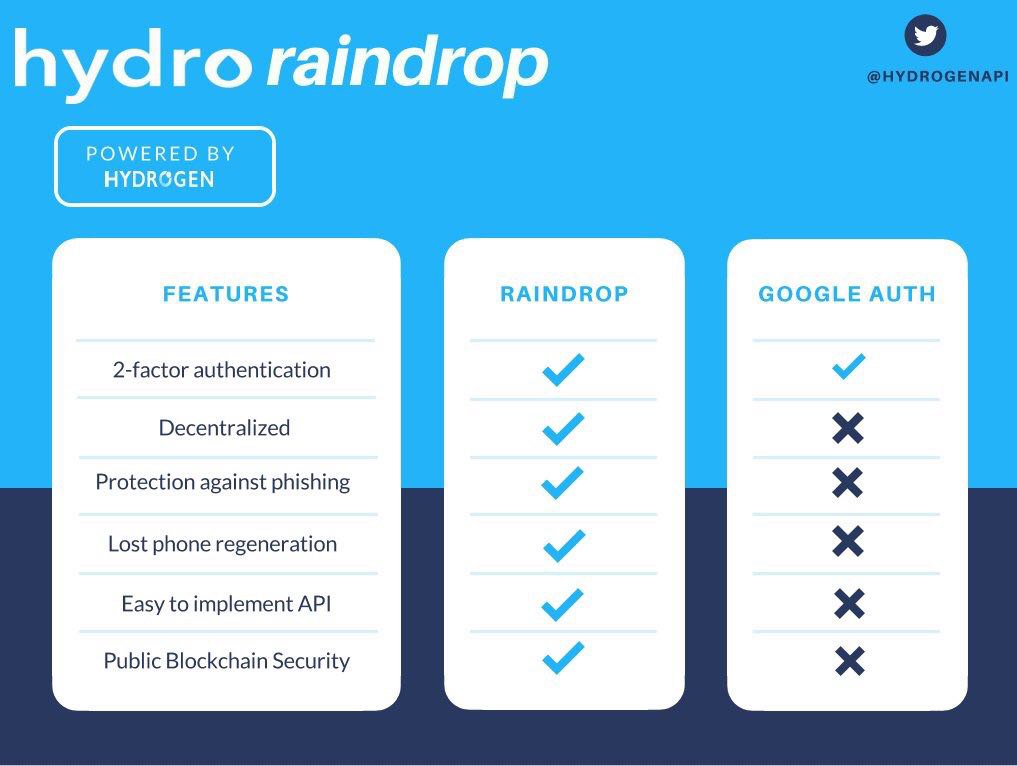 hydro raindrop
@HYDROGENAPI
POWERED BY
HYDROGEN
FEATURES
RAINDROP
GOOGLE AUTH
2-factor authentication
Decentralized
Protection against phishing
Lost phone regeneration
Easy to implement API
Public Blockchain Security